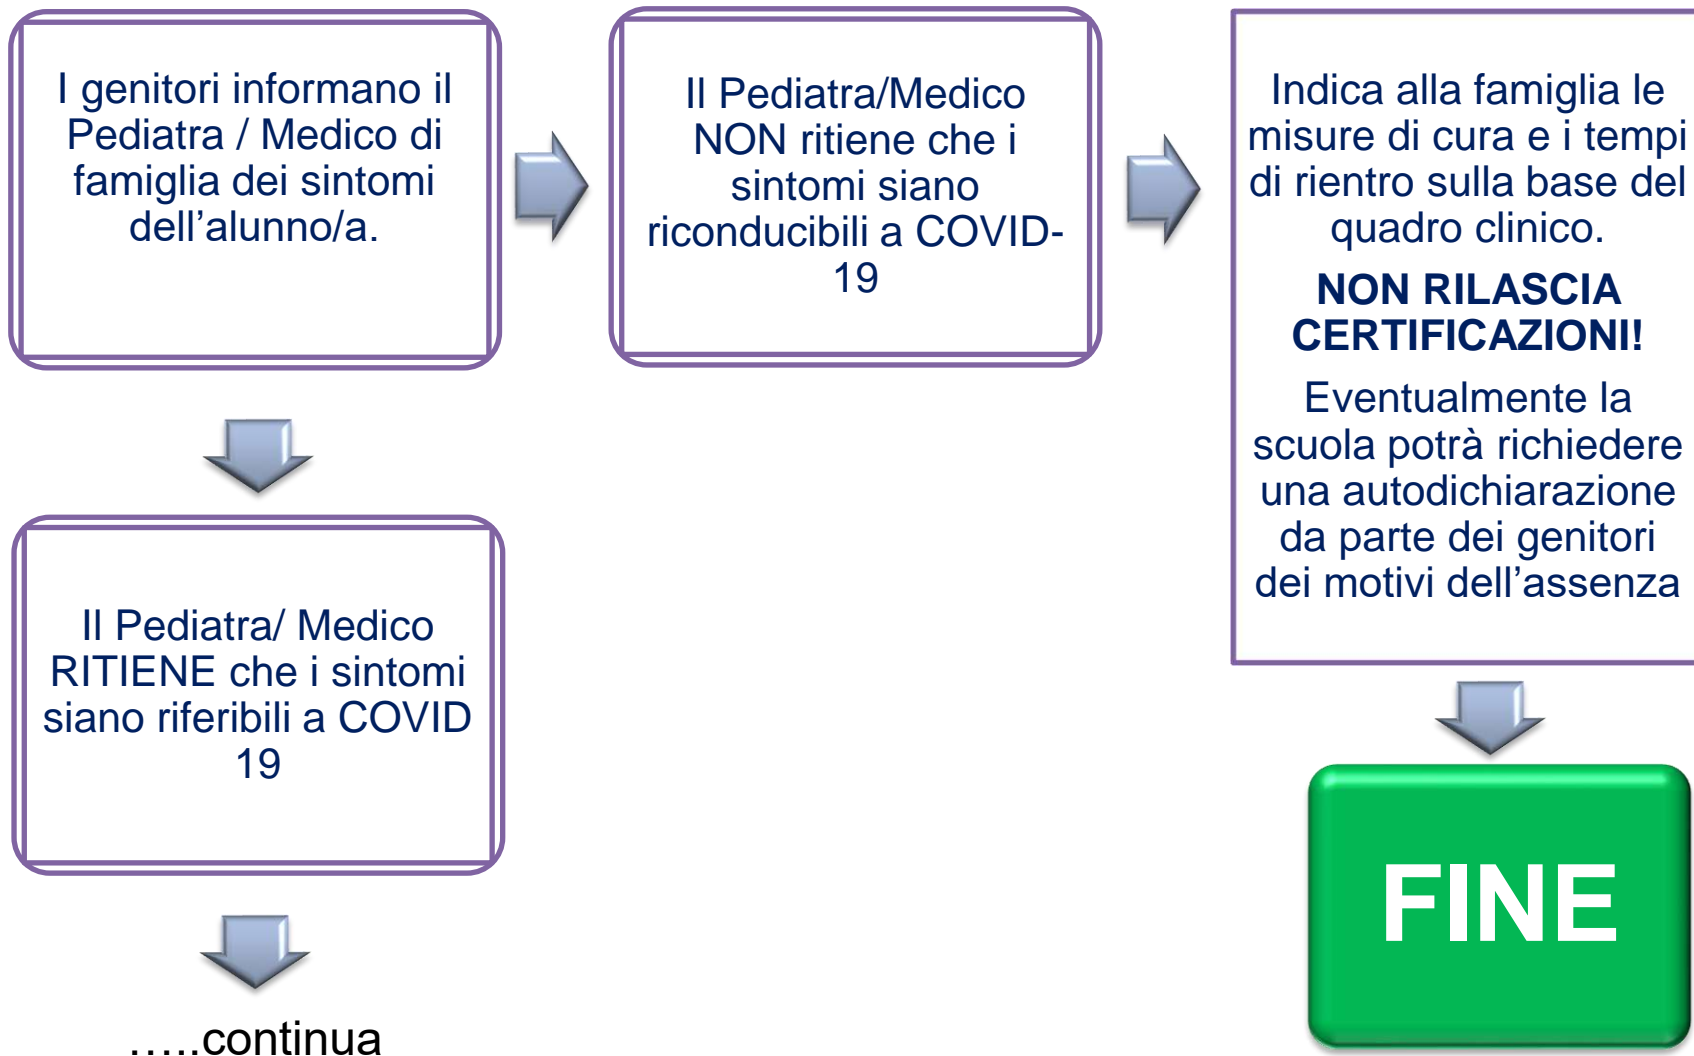 I genitori informano il
Pediatra / Medico di
famiglia dei sintomi
dell’alunno/a.
Il Pediatra/Medico
NON ritiene che i
sintomi siano
riconducibili a COVID-
19
Indica alla famiglia le
misure di cura e i tempi
di rientro sulla base del
quadro clinico.
NON RILASCIA
CERTIFICAZIONI!
Eventualmente la
scuola potrà richiedere
una autodichiarazione
da parte dei genitori
dei motivi dell’assenza
FINE
Il Pediatra/ Medico
RITIENE che i sintomi
siano riferibili a COVID
19
…..continua